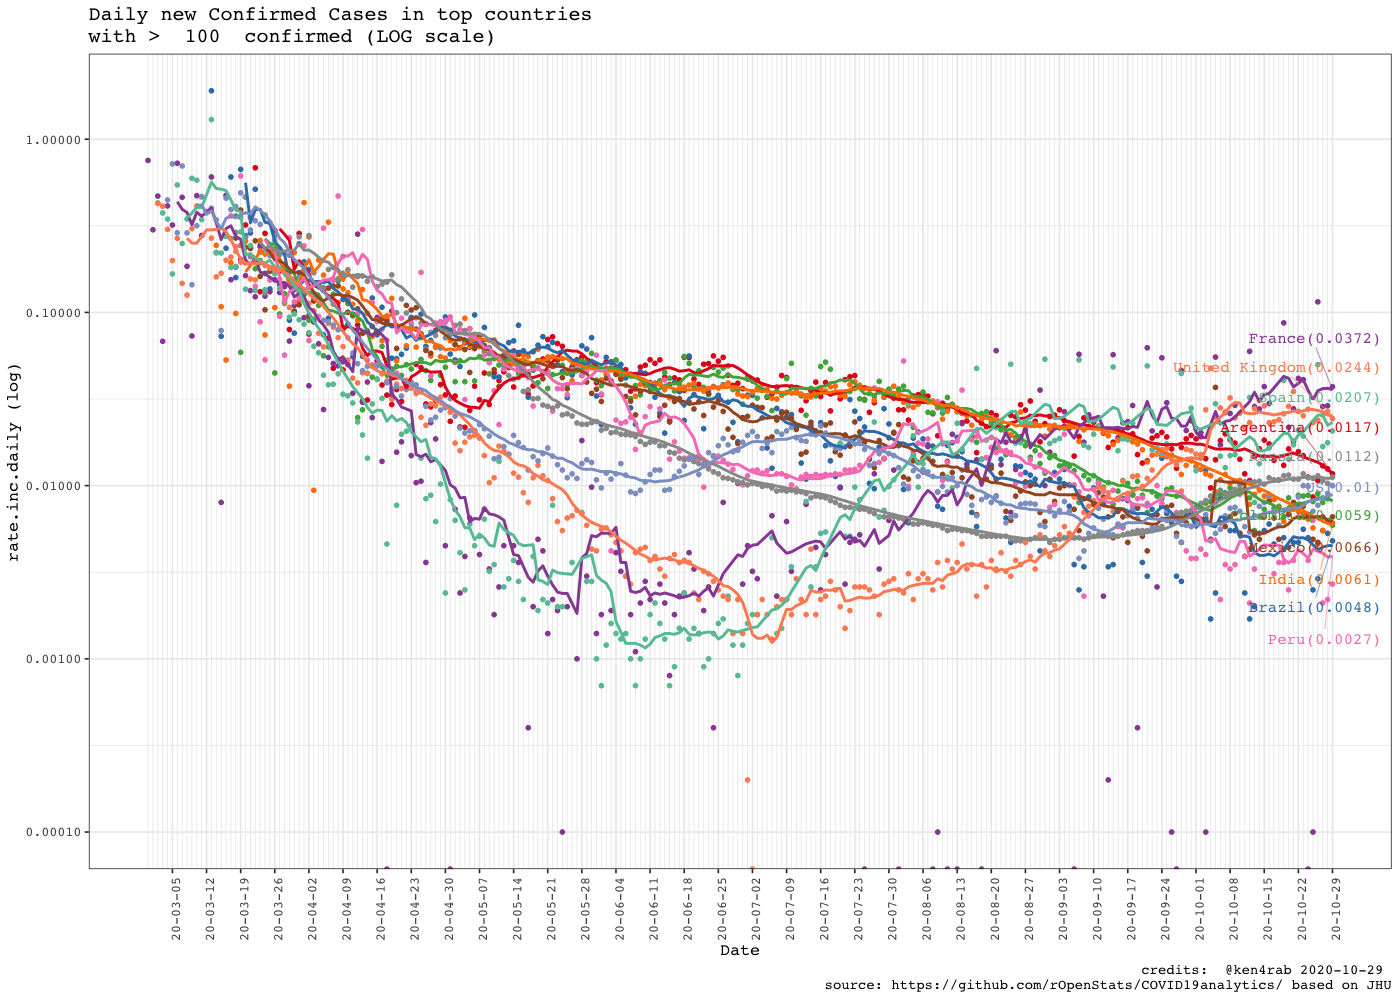 Daily new Confirmed Cases in top countries
with >  100  confirmed (LOG scale)
rate.inc.daily (log)
1.00000
0.10000
0.01000
0.00100
0.00010
France(0.0372)
United Kingdom(0.0244)
Spain(0.0207)
Argentina(0.0117)
Russia(0.0112)
US(0.01)
Mexico(0.0066)
India(0.0061)
Brazil(0.0048)
Peru(0.0027)
20-03-05
20-03-12
20-03-19
20-03-26
20-04-02
20-04-09
20-04-16
20-04-23
20-04-30
20-05-07
20-05-14
20-05-21
20-05-28
20-06-04
20-06-11
20-06-18
20-06-25
20-07-02
20-07-09
20-07-16
20-07-23
20-07-30
20-08-06
20-08-13
20-08-20
20-08-27
20-09-03
20-09-10
20-09-17
20-09-24
20-10-01
20-10-08
20-10-15
20-10-22
20-10-29
Date
credits:  @ken4rab 2020-10-29
source: https://github.com/rOpenStats/COVID19analytics/ based on JHU